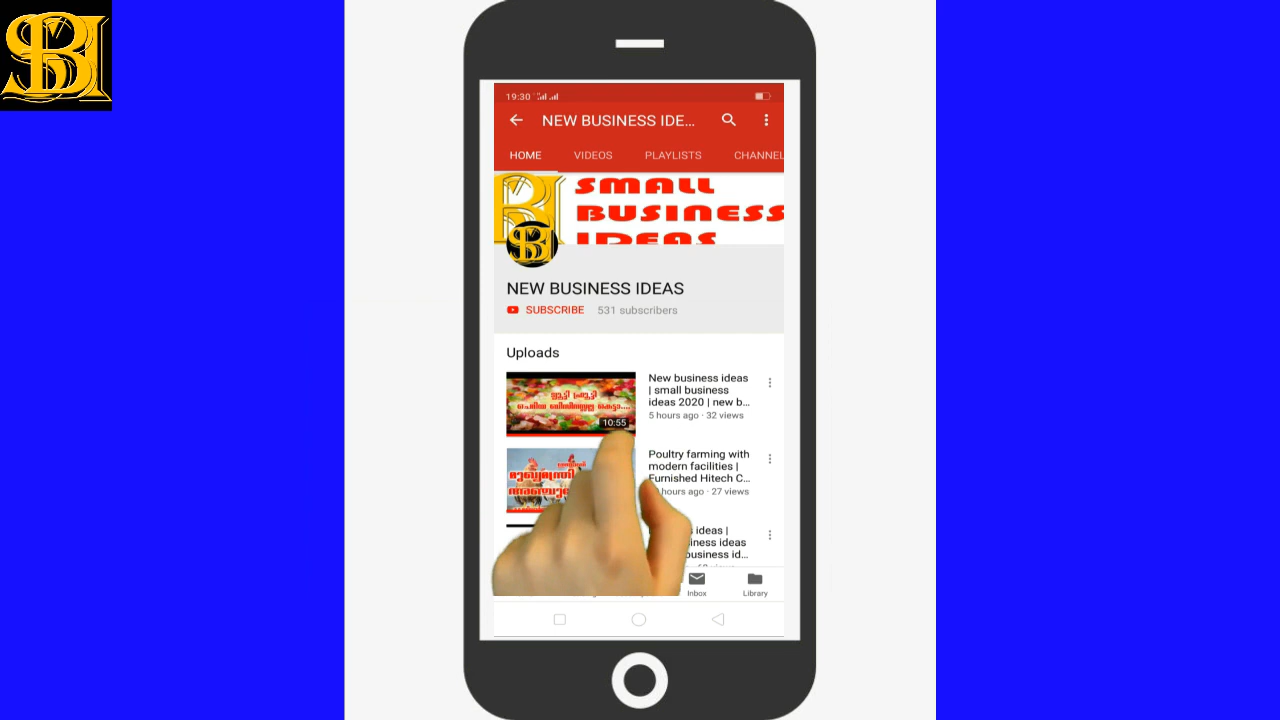 SBI
19:30
NEW BUSINESS IDE...
HOME VIDEOS PLAYLISTS CHANNEL
SMALL
BUSINESS
IDEAS
SBI
NEW BUSINESS IDEAS
SUBSCRIBE 531 subscribers
Uploads
New business ideas
| small business
ideas 2020 | new b...
5 hours ago · 32 views
10:55
Poultry farming with
modern facilities |
Furnished Hitech C...
hours ago · 27 views
ideas |
business id...
Inbox Library